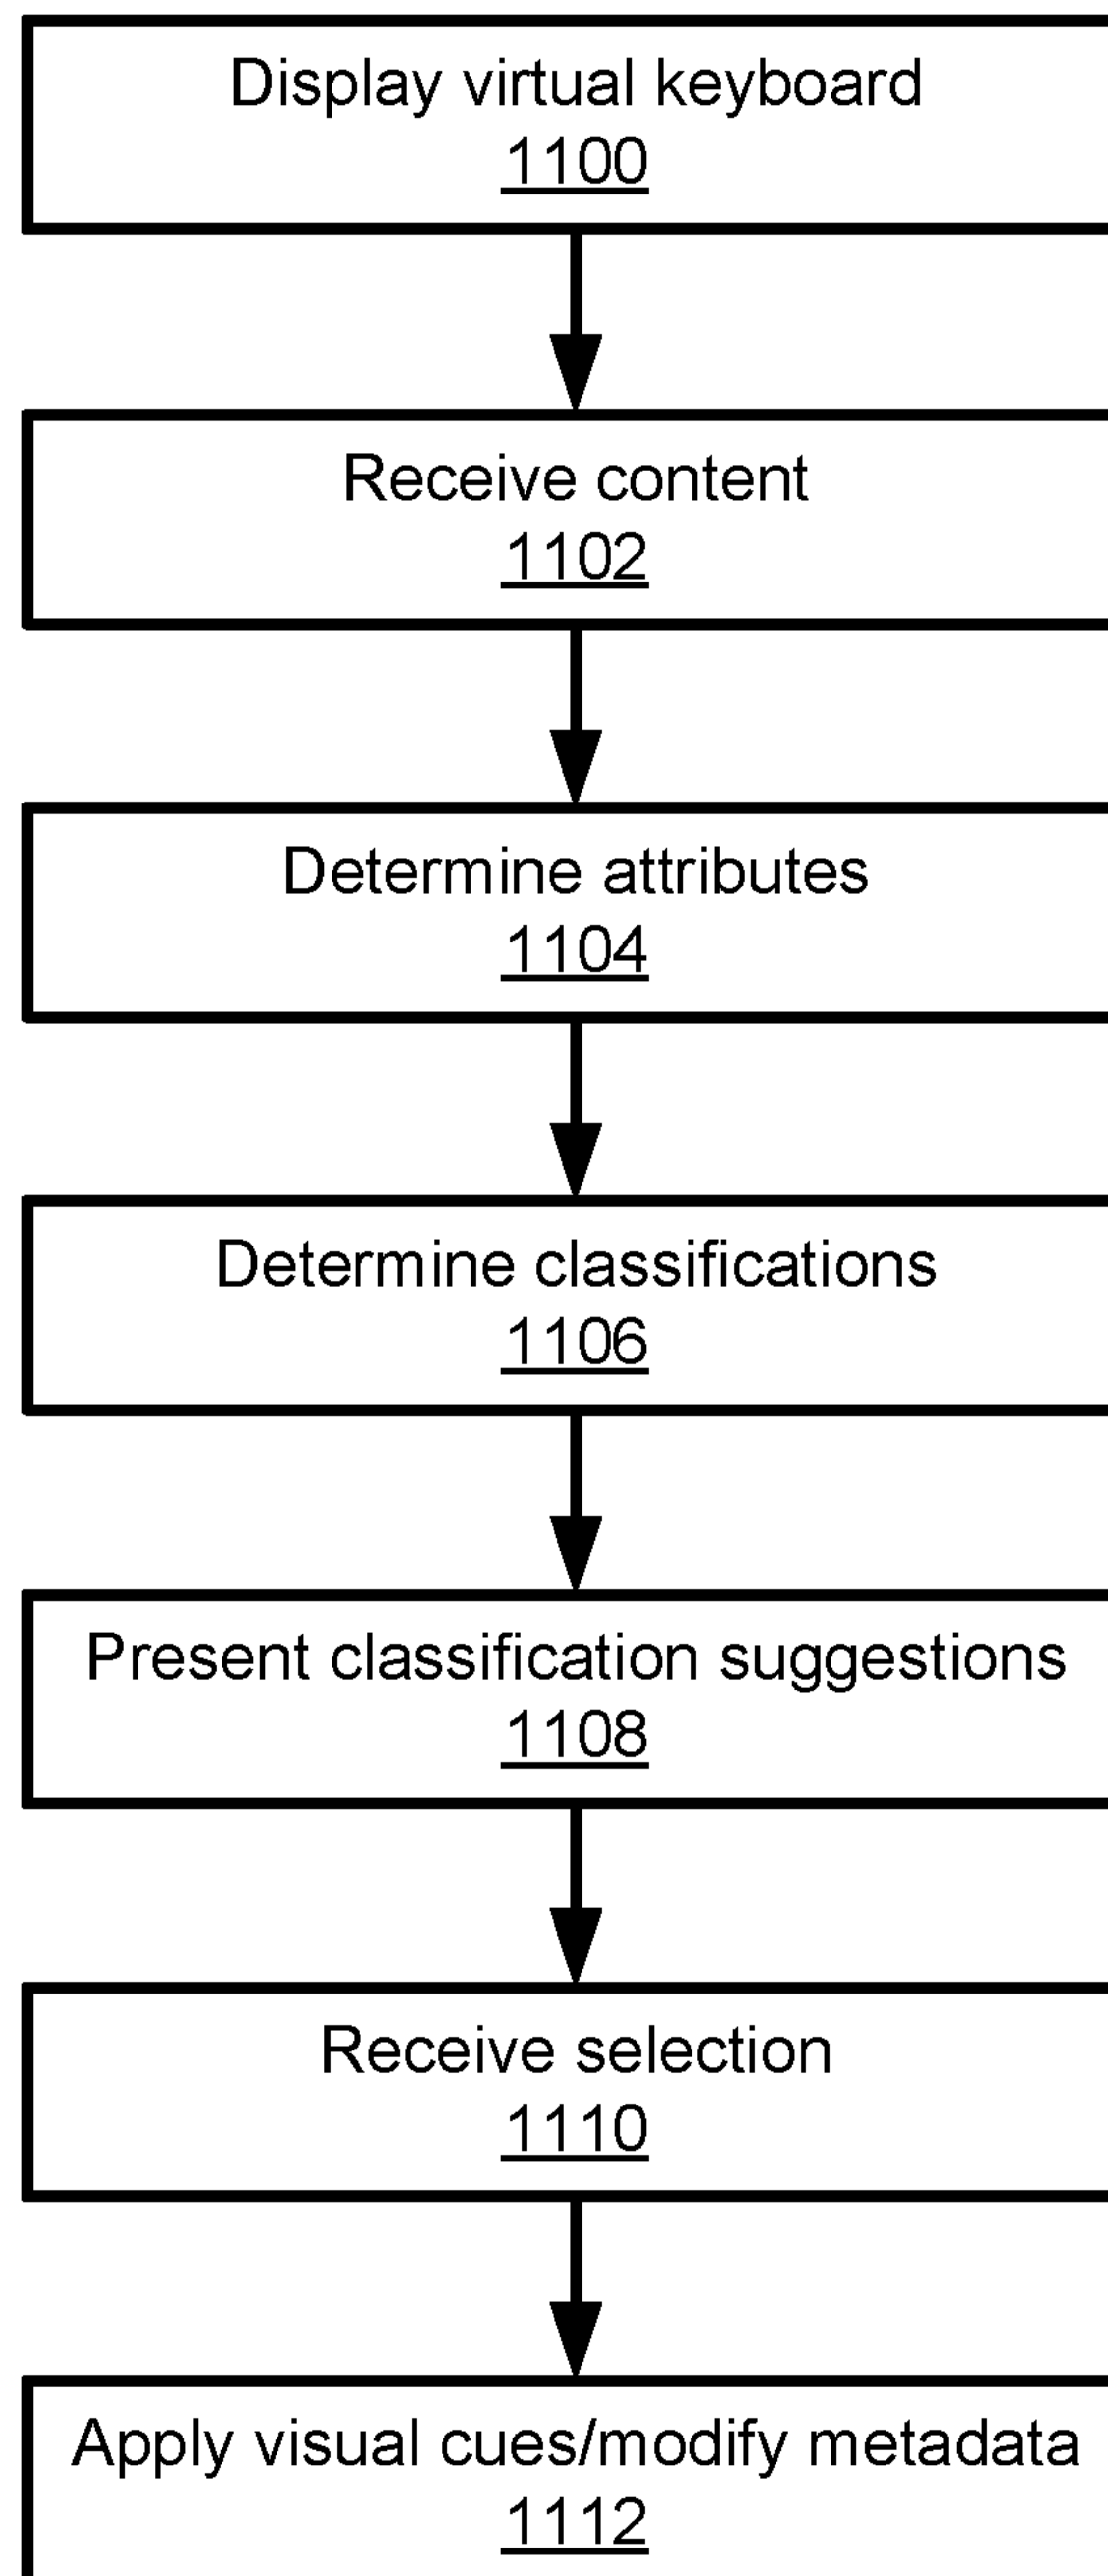 Display virtual keyboard
1100
Receive content
1102
Determine attributes
1104
Determine classifications
1106
Present classification suggestions
1108
Receive selection
1110
Apply visual cues/modify metadata
1112